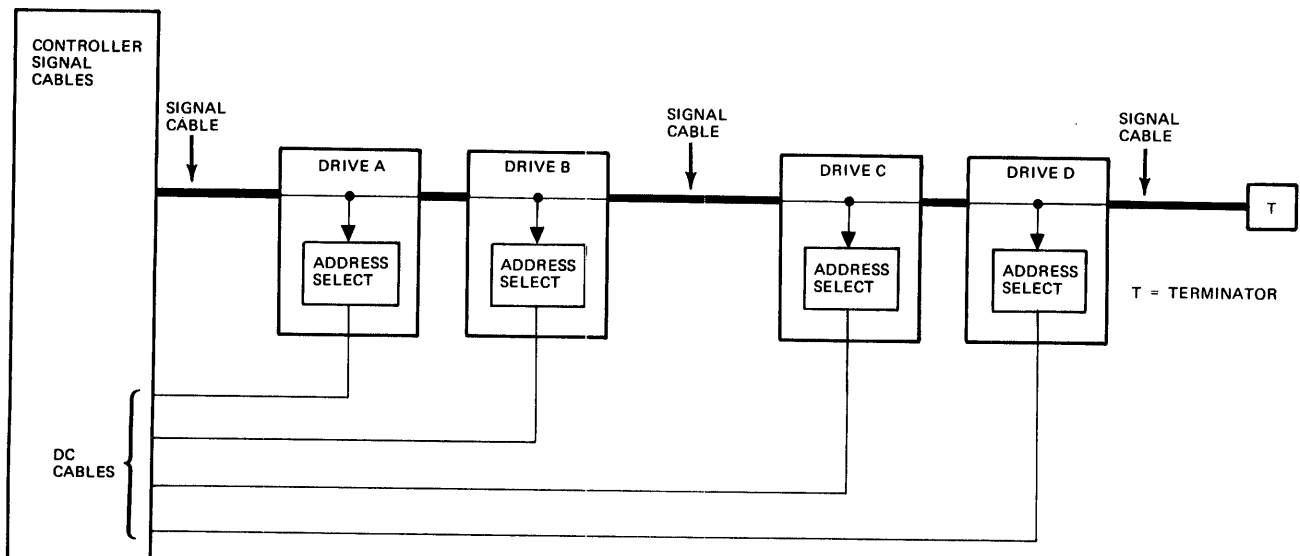 CONTROLLER
SIGNAL
CABLES
SIGNAL
CABLE
SIGNAL
CABLE
SIGNAL
CABLE
DRIVE A
DRIVE B
DRIVE C
DRIVE D
T
ADDRESS
SELECT
ADDRESS
SELECT
ADDRESS
SELECT
ADDRESS
SELECT
T = TERMINATOR
DC
CABLES